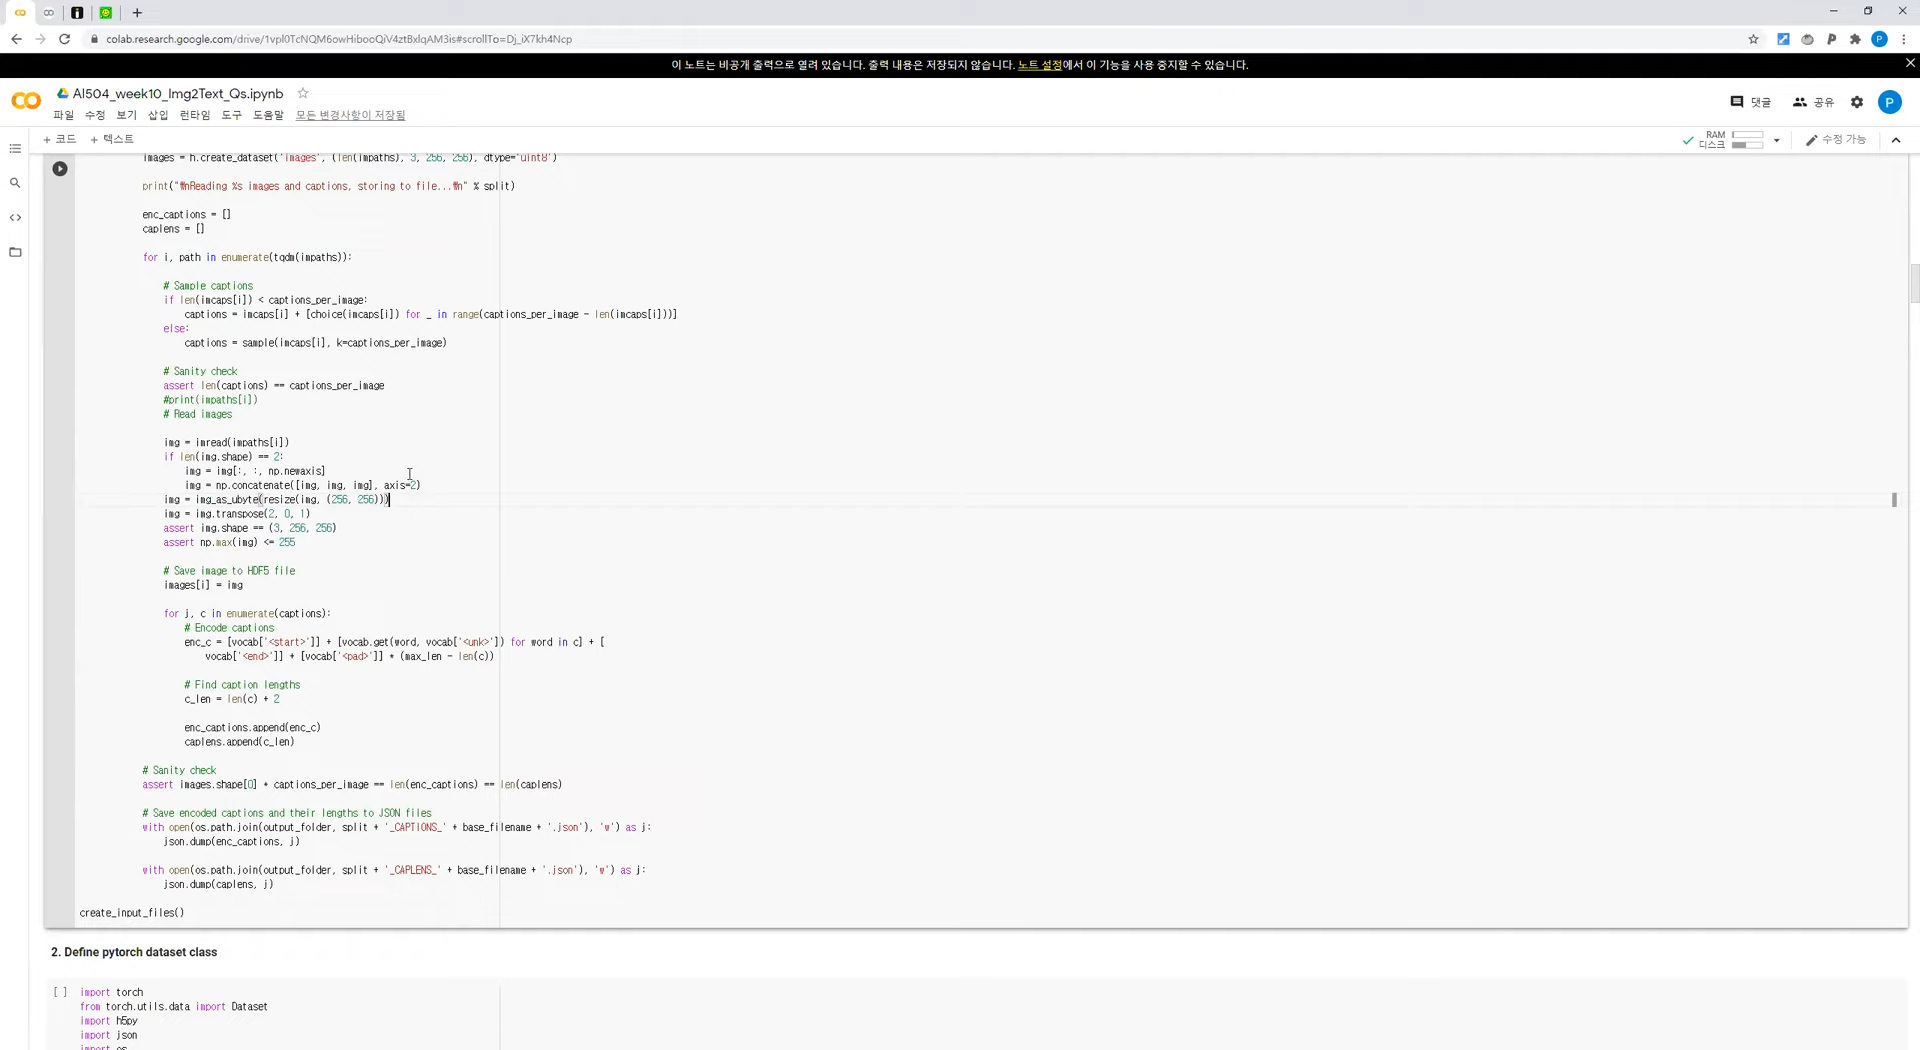 colab.research.google.com/drive/1vpl0TcNQM6owHibooQiV4ztBxlqAM3is#scrollTo=Dj_iX7kh4Ncp
이 노트는 비공개 출력으로 열려 있습니다. 출력 내용은 저장되지 않습니다. 노트 설정에서 이 기능을 사용 중지할 수 있습니다.
AI504_week10_Img2Text_Qs.ipynb
파일 수정 보기 삽입 런타임 도구 도움말 모든 변경사항이 저장됨
댓글 공유 P
+ 코드 + 텍스트
RAM
디스크
수정 가능
images = h.create_dataset('images', (len(impaths), 3, 256, 256), dtype='uint8')
print("₩nReading %s images and captions, storing to file...₩n" % split)
enc_captions = []
caplens = []
for i, path in enumerate(tqdm(impaths)):
# Sample captions
if len(imcaps[i]) < captions_per_image:
captions = imcaps[i] + [choice(imcaps[i]) for _ in range(captions_per_image - len(imcaps[i]))]
else:
captions = sample(imcaps[i], k=captions_per_image)
# Sanity check
assert len(captions) == captions_per_image
#print(impaths[i])
# Read images
img = imread(impaths[i])
if len(img.shape) == 2:
img = img[:, :, np.newaxis]
img = np.concatenate([img, img, img], axis=2)
img = img_as_ubyte(resize(img, (256, 256)))
img = img.transpose(2, 0, 1)
assert img.shape == (3, 256, 256)
assert np.max(img) <= 255
# Save image to HDF5 file
images[i] = img
for j, c in enumerate(captions):
# Encode captions
enc_c = [vocab['<start>']] + [vocab.get(word, vocab['<unk>']) for word in c] + [
vocab['<end>']] + [vocab['<pad>']] * (max_len - len(c))
# Find caption lengths
c_len = len(c) + 2
enc_captions.append(enc_c)
caplens.append(c_len)
# Sanity check
assert images.shape[0] * captions_per_image == len(enc_captions) == len(caplens)
# Save encoded captions and their lengths to JSON files
with open(os.path.join(output_folder, split + '_CAPTIONS_' + base_filename + '.json'), 'w') as j:
json.dump(enc_captions, j)
with open(os.path.join(output_folder, split + '_CAPLENS_' + base_filename + '.json'), 'w') as j:
json.dump(caplens, j)
create_input_files()
2. Define pytorch dataset class
[ ] import torch
from torch.utils.data import Dataset
import h5py
import json
import os